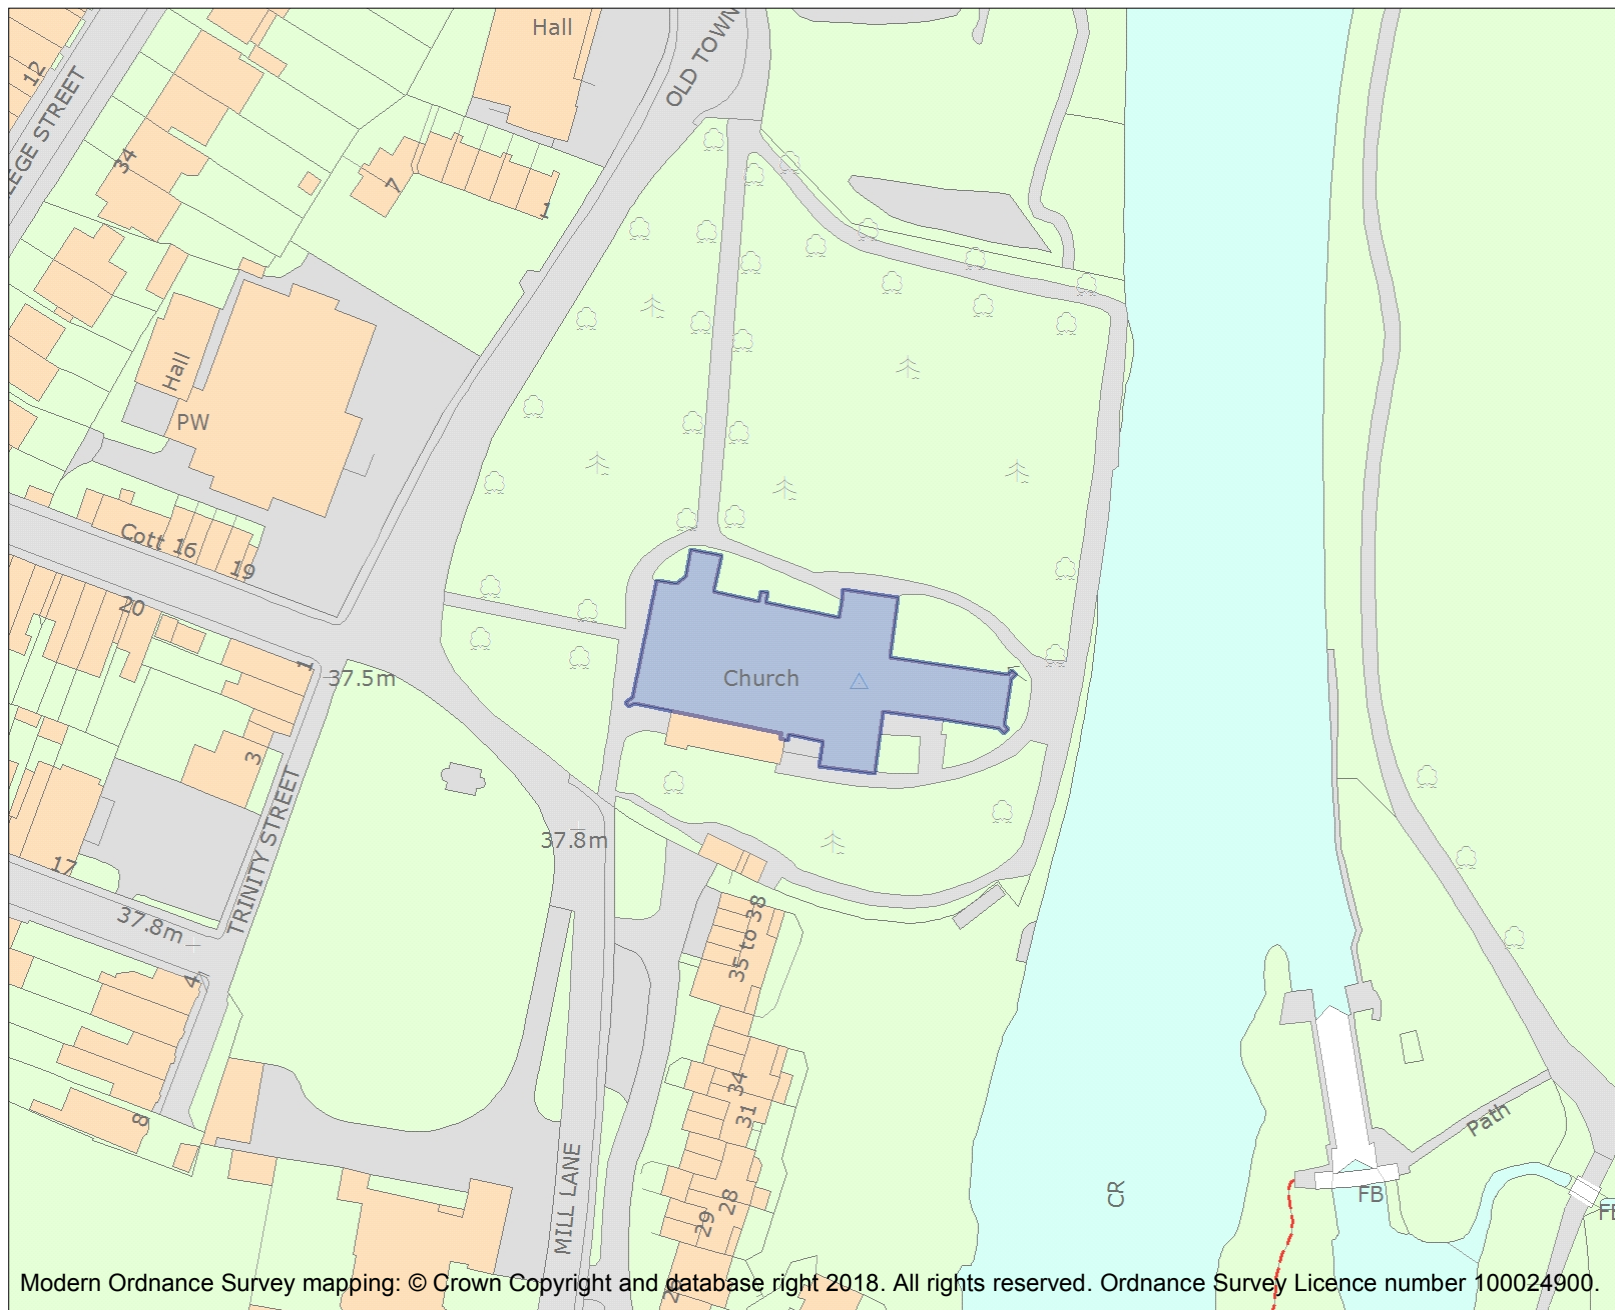 Hall
OLD TOWN
12
LEGE STREET
34
7
1
Hall
PW
Cott 16
19
20
1
37.5m
Church
3
TRINITY STREET
37.8m
17
37.8m
35 to 38
4
34
31
8
Path
MILL LANE
CR
FB
28
29
Modern Ordnance Survey mapping: © Crown Copyright and database right 2018. All rights reserved. Ordnance Survey Licence number 100024900.